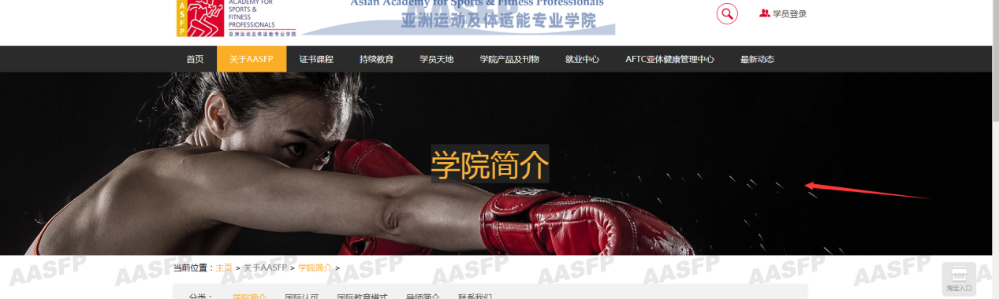 ASFP
ACADEMY FOR
SPORTS &
FITNESS
PROFESSIONALS
亚洲运动及体适能专业学院
Asian Academy for Sports & Fitness Professionals
AASFP
亚洲运动及体适能专业学院
学员登录
首页 关于AASFP 证书课程 持续教育 学员天地 学院产品及刊物 就业中心 AFTC亚体健康管理中心 最新动态
学院简介
当前位置：主页 > 关于AASFP > 学院简介 >
AASFP AASFP AASFP AASFP AASFP AASFP AASFP AASFP AASFP AASFP
淘宝入口
分类： 学院简介 国际认可 国际教育模式 导师简介 联系我们